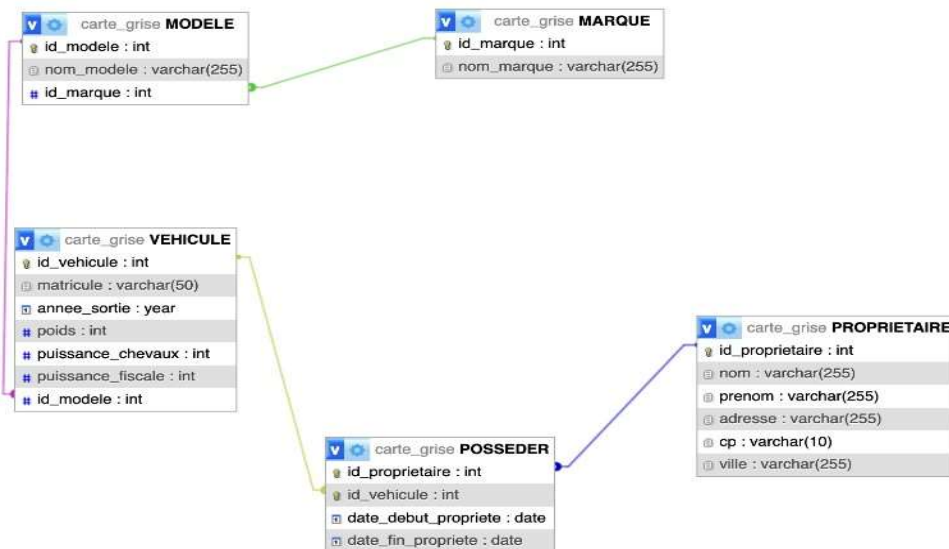 carte_grise MODELE
id_modele : int
nom_modele : varchar(255)
# id_marque : int
carte_grise MARQUE
id_marque : int
nom_marque : varchar(255)
carte_grise VEHICULE
id_vehicule : int
matricule : varchar(50)
annee_sortie : year
# poids : int
# puissance_chevaux : int
# puissance_fiscale : int
# id_modele : int
carte_grise PROPRIETAIRE
id_proprietaire : int
nom : varchar(255)
prenom : varchar(255)
adresse : varchar(255)
cp : varchar(10)
ville : varchar(255)
carte_grise POSSEDER
id_proprietaire : int
id_vehicule : int
date_debut_propriete : date
date_fin_propriete : date